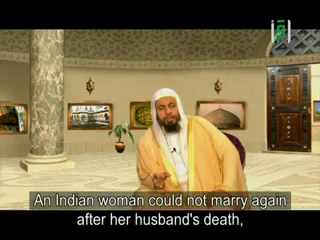 An Indian woman could not marry again
after her husband's death,